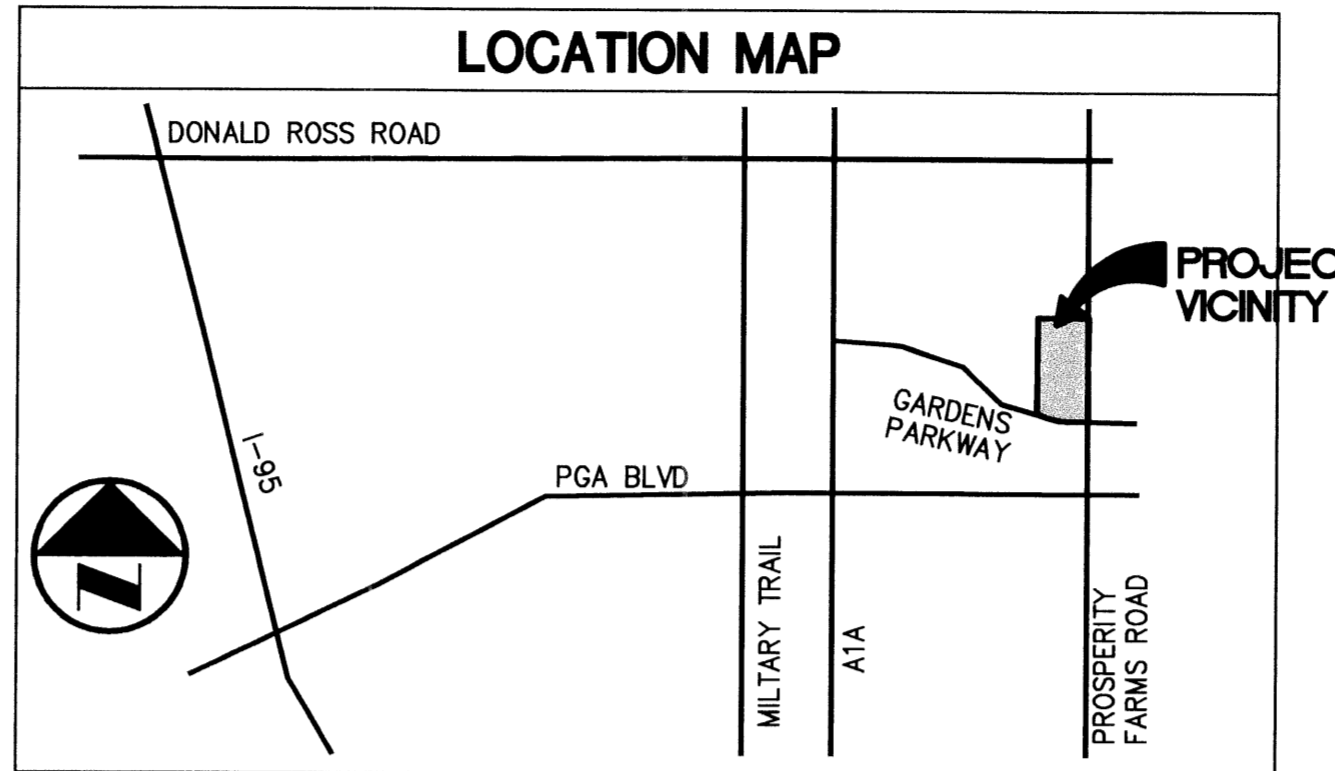 LOCATION MAP
DONALD ROSS ROAD
PROJEC
VICINITY
GARDENS
PARKWAY
I-95
PGA BLVD
N
MILTARY TRAIL
A1A
PROSPERITY
FARMS ROAD